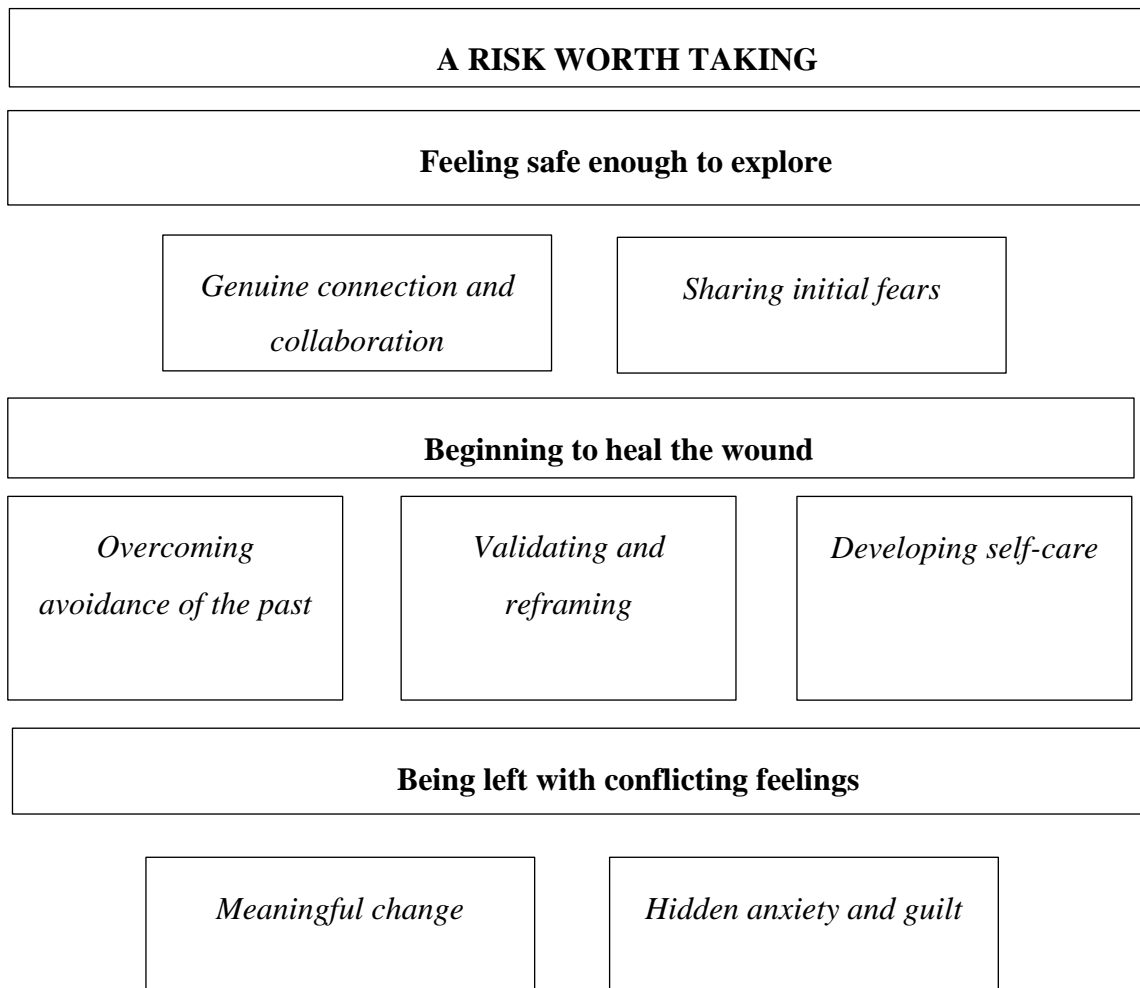 A RISK WORTH TAKING
Feeling safe enough to explore
Genuine connection and
collaboration
Sharing initial fears
Beginning to heal the wound
Overcoming
avoidance of the past
Validating and
reframing
Developing self-care
Being left with conflicting feelings
Meaningful change
Hidden anxiety and guilt